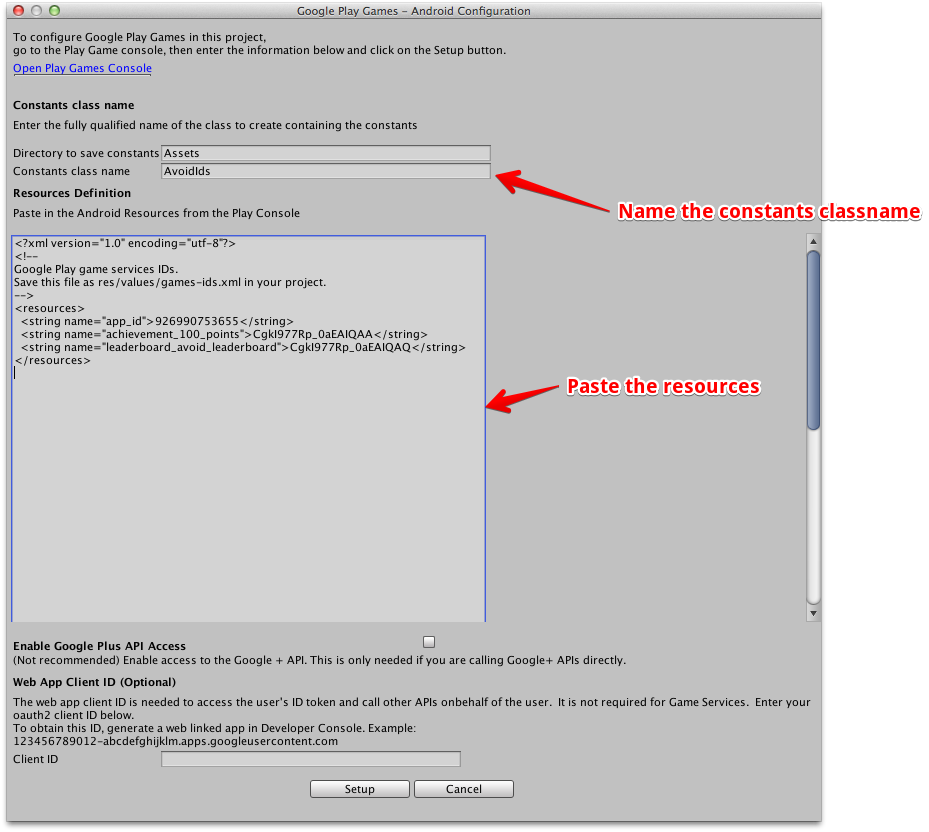 Google Play Games - Android Configuration
To configure Google Play Games in this project,
go to the Play Game console, then enter the information below and click on the Setup button.
Open Play Games Console
Constants class name
Enter the fully qualified name of the class to create containing the constants
Directory to save constants Assets
Constants class name AvoidIds
Name the constants classname
Resources Definition
Paste in the Android Resources from the Play Console
<?xml version="1.0" encoding="utf-8"?>
<!--
Google Play game services IDs.
Save this file as res/values/games-ids.xml in your project.
-->
<resources>
<string name="app_id">926990753655</string>
<string name="achievement_100_points">CgkI977Rp_0aEAIQAA</string>
<string name="leaderboard_avoid_leaderboard">CgkI977Rp_0aEAIQAQ</string>
</resources>
Paste the resources
Enable Google Plus API Access
(Not recommended) Enable access to the Google + API. This is only needed if you are calling Google+ APIs directly.
Web App Client ID (Optional)
The web app client ID is needed to access the user's ID token and call other APIs onbehalf of the user. It is not required for Game Services. Enter your
oauth2 client ID below.
To obtain this ID, generate a web linked app in Developer Console. Example:
123456789012-abcdefghijklm.apps.googleusercontent.com
Client ID
Setup Cancel